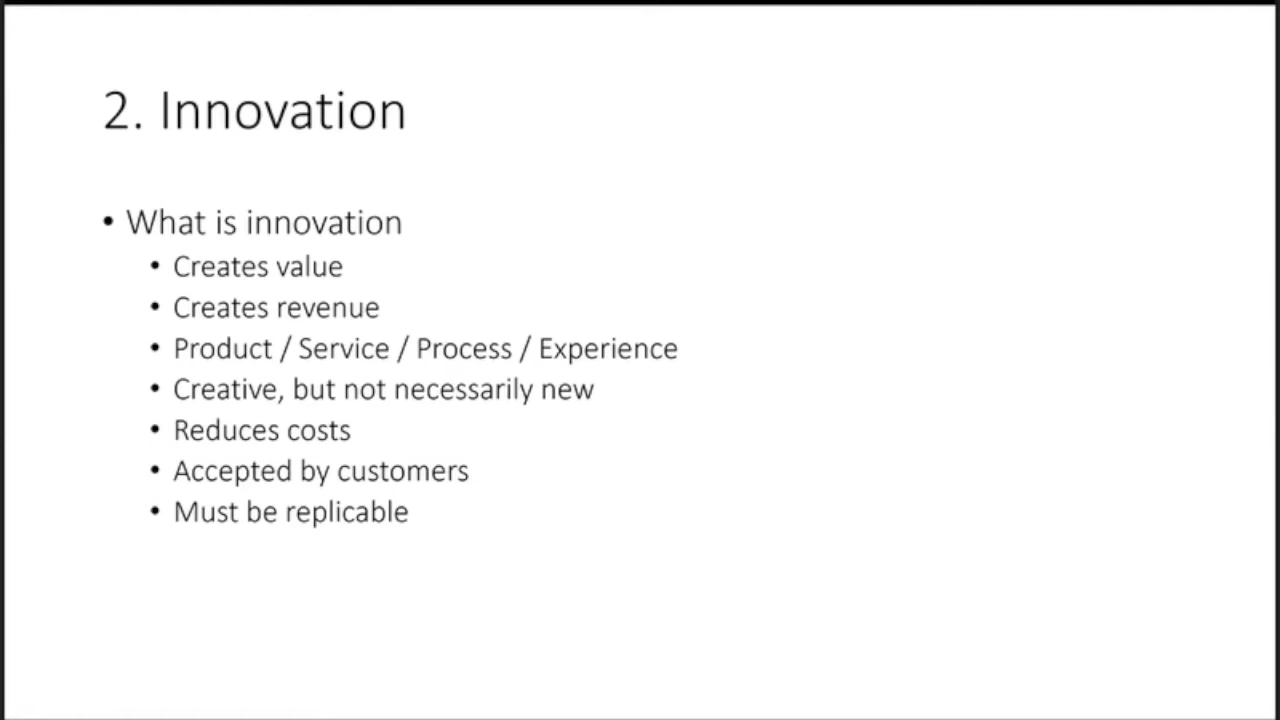 2. Innovation
• What is innovation
• Creates value
• Creates revenue
• Product / Service / Process / Experience
• Creative, but not necessarily new
• Reduces costs
• Accepted by customers
• Must be replicable